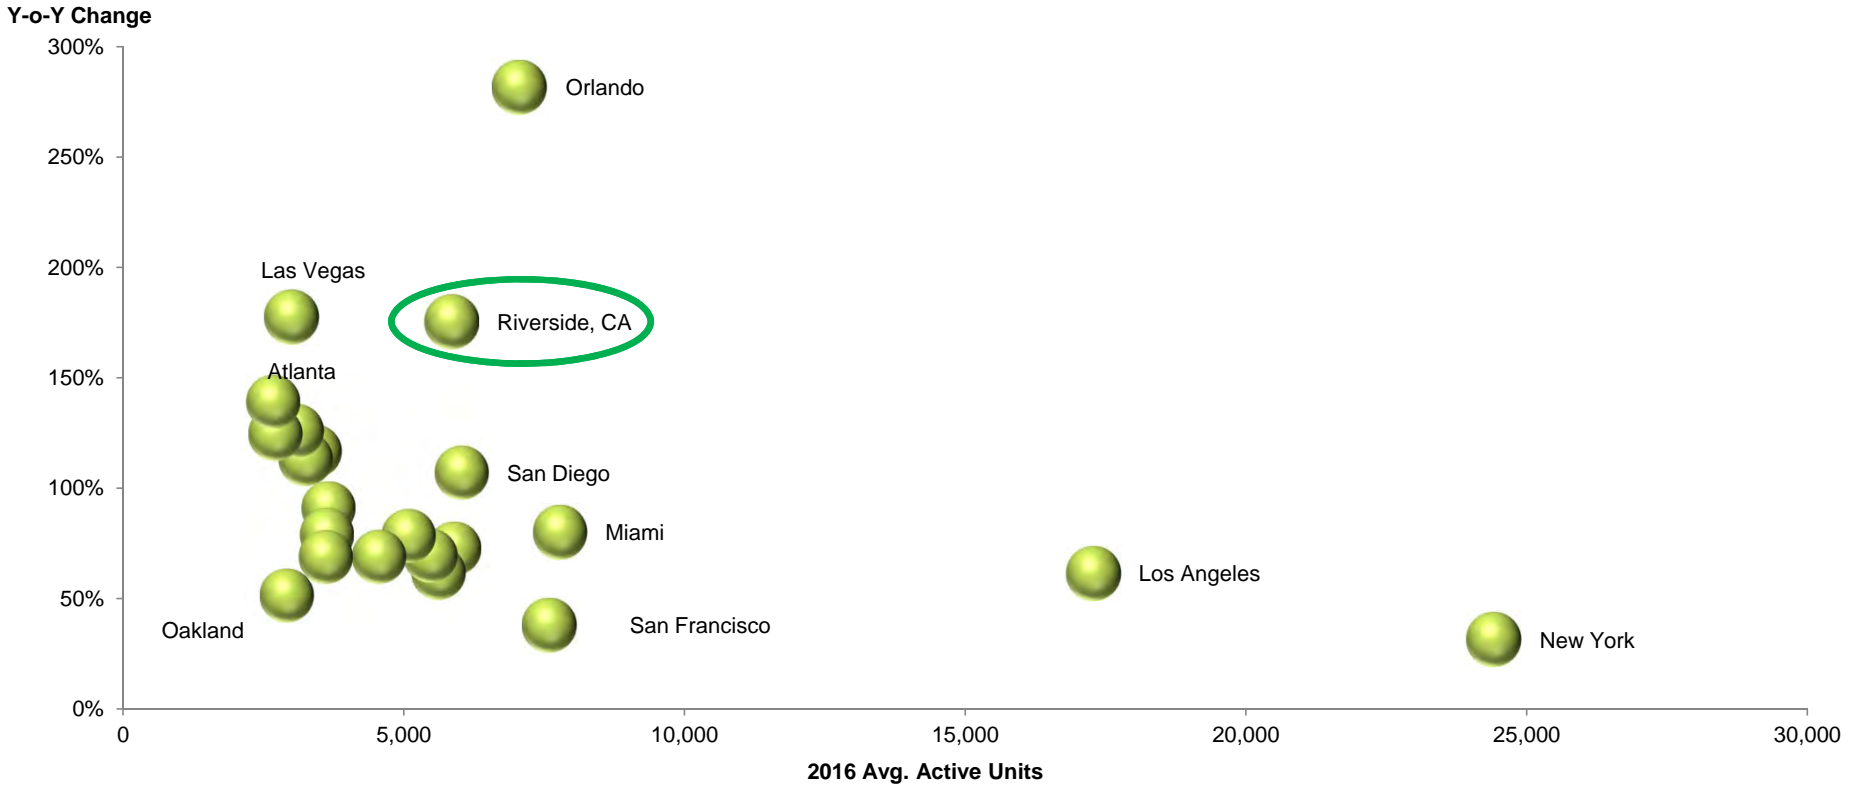 Y-o-Y Change
300%
Orlando
250%
200%
Las Vegas
Riverside, CA
150%
Atlanta
100%
San Diego
Miami
Los Angeles
50%
Oakland
San Francisco
New York
0%
0 5,000 10,000 15,000 20,000 25,000 30,000
2016 Avg. Active Units